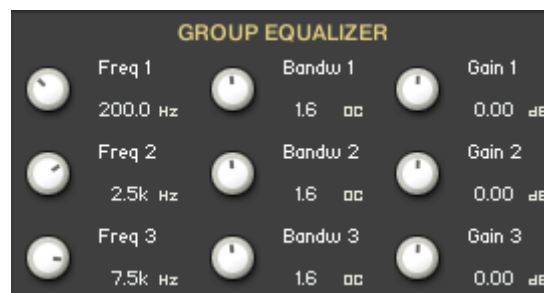 GROUP EQUALIZER
Freq 1 Bandw 1 Gain 1
200.0 Hz 1.6 OC 0.00 dB
Freq 2 Bandw 2 Gain 2
2.5k Hz 1.6 OC 0.00 dB
Freq 3 Bandw 3 Gain 3
7.5k Hz 1.6 OC 0.00 dB